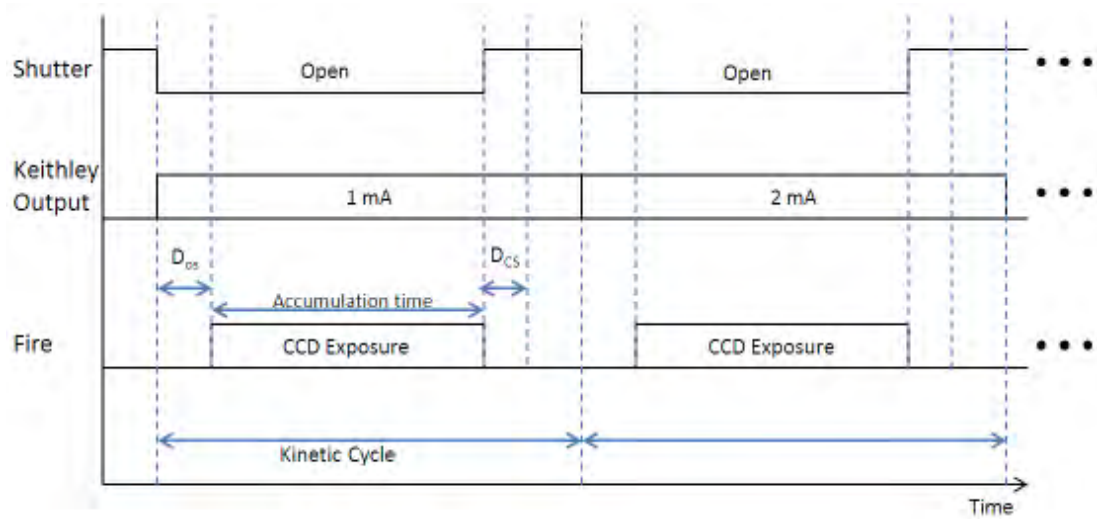 Shutter
Open
Open
Keithley
Output
1 mA
2 mA
Dos
DCS
Accumulation time
Fire
CCD Exposure
CCD Exposure
Kinetic Cycle
Time